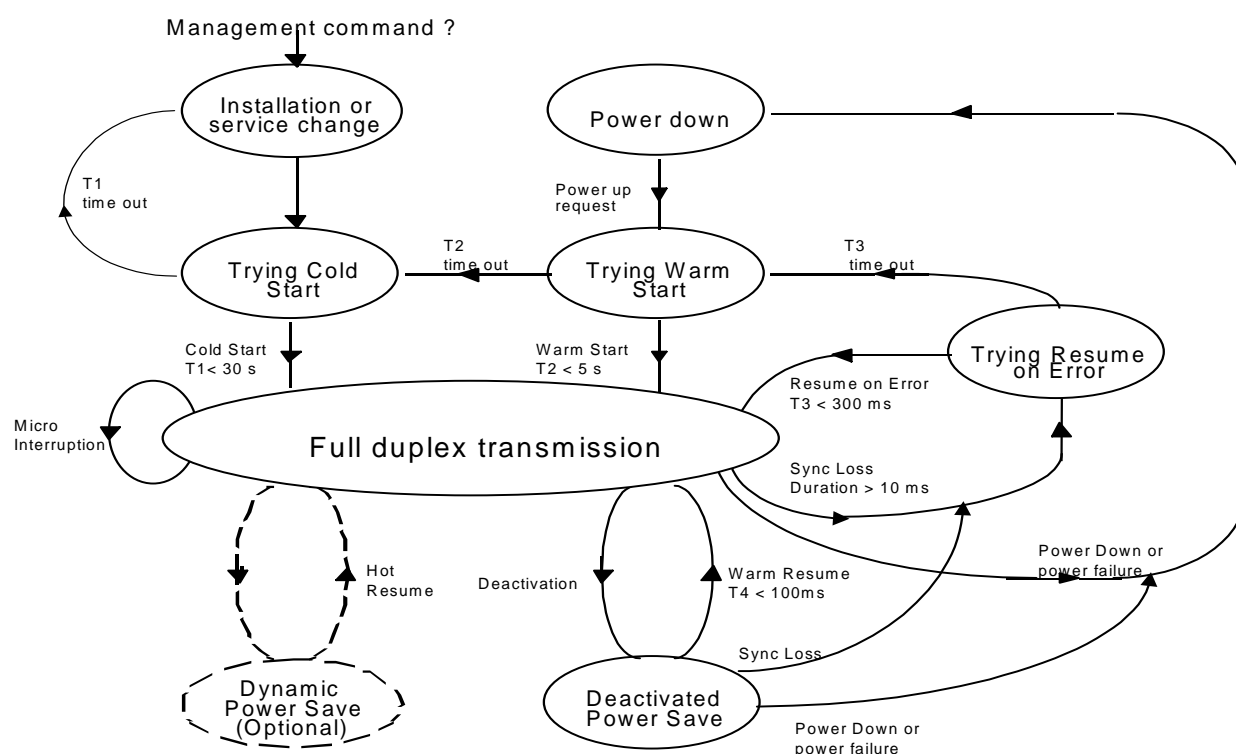 Management command ?
Installation or
service change
Power down
T1
time out
Power up
request
T2
time out
T3
time out
Trying Cold
Start
Trying Warm
Start
Cold Start
T1< 30 s
Warm Start
T2 < 5 s
Trying Resume
on Error
Resume on Error
T3 < 300 ms
Micro
Interruption
Full duplex transmission
Sync Loss
Duration > 10 ms
Power Down or
power failure
Hot
Resume
Deactivation
Warm Resume
T4 < 100ms
Sync Loss
Dynamic
Power Save
(Optional)
Deactivated
Power Save
Power Down or
power failure